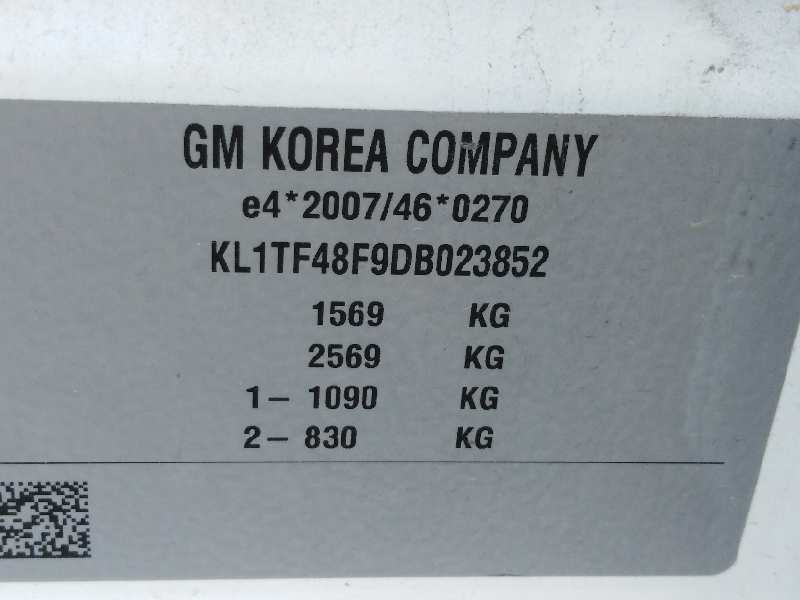 GM KOREA COMPANY
e4*2007/46*0270
KL1TF48F9DB023852
1569 KG
2569 KG
1– 1090 KG
2– 830 KG